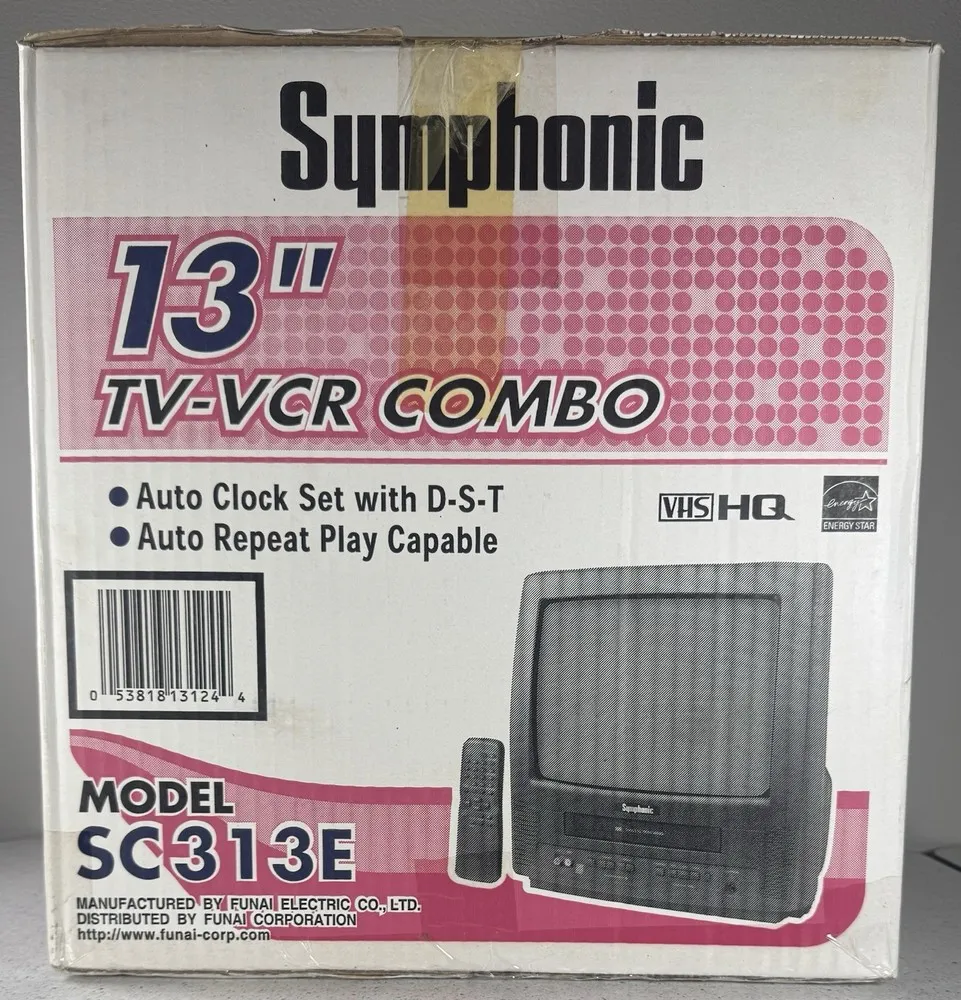 Symphonic
13"
TV-VCR COMBO
• Auto Clock Set with D-S-T
• Auto Repeat Play Capable
VHS HQ
energy
ENERGY STAR
0 53818 13124 4
Symphonic
MODEL
SC313E
MANUFACTURED BY FUNAI ELECTRIC CO., LTD.
DISTRIBUTED BY FUNAI CORPORATION
http://www.funai-corp.com